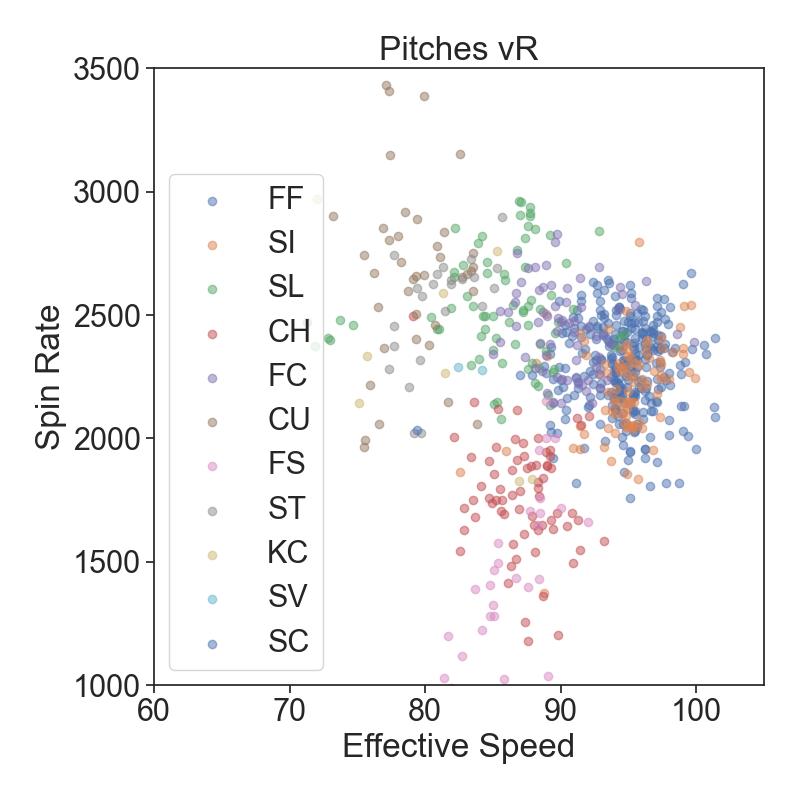 Pitches vR
3500
3000
2500
2000
1500
1000
Spin Rate
FF
SI
SL
CH
FC
CU
FS
ST
KC
SV
SC
60 70 80 90 100
Effective Speed